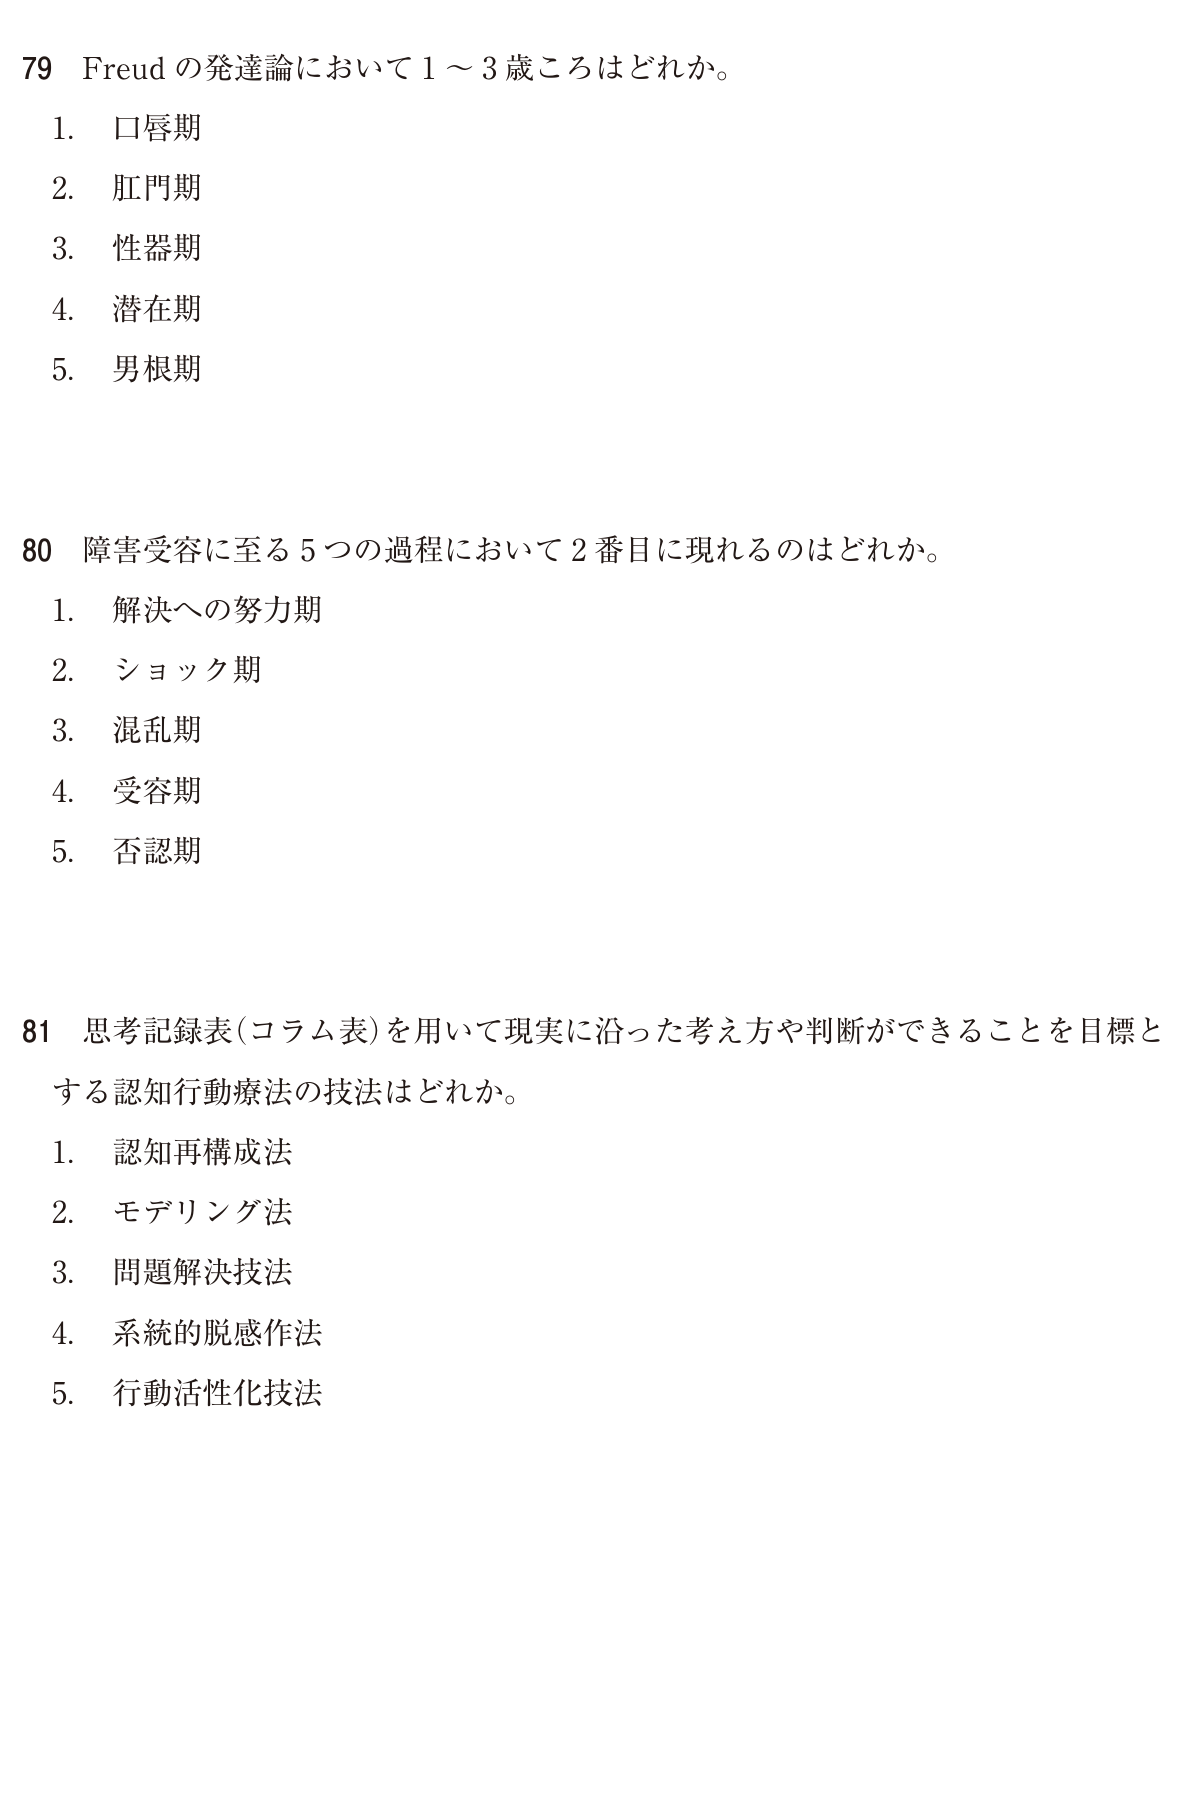 79 Freud の発達論において 1 〜 3 歳ころはどれか。
1. 口唇期
2. 肛門期
3. 性器期
4. 潜在期
5. 男根期
80 障害受容に至る 5 つの過程において 2 番目に現れるのはどれか。
1. 解決への努力期
2. ショック期
3. 混乱期
4. 受容期
5. 否認期
81 思考記録表(コラム表)を用いて現実に沿った考え方や判断ができることを目標と
する認知行動療法の技法はどれか。
1. 認知再構成法
2. モデリング法
3. 問題解決技法
4. 系統的脱感作法
5. 行動活性化技法